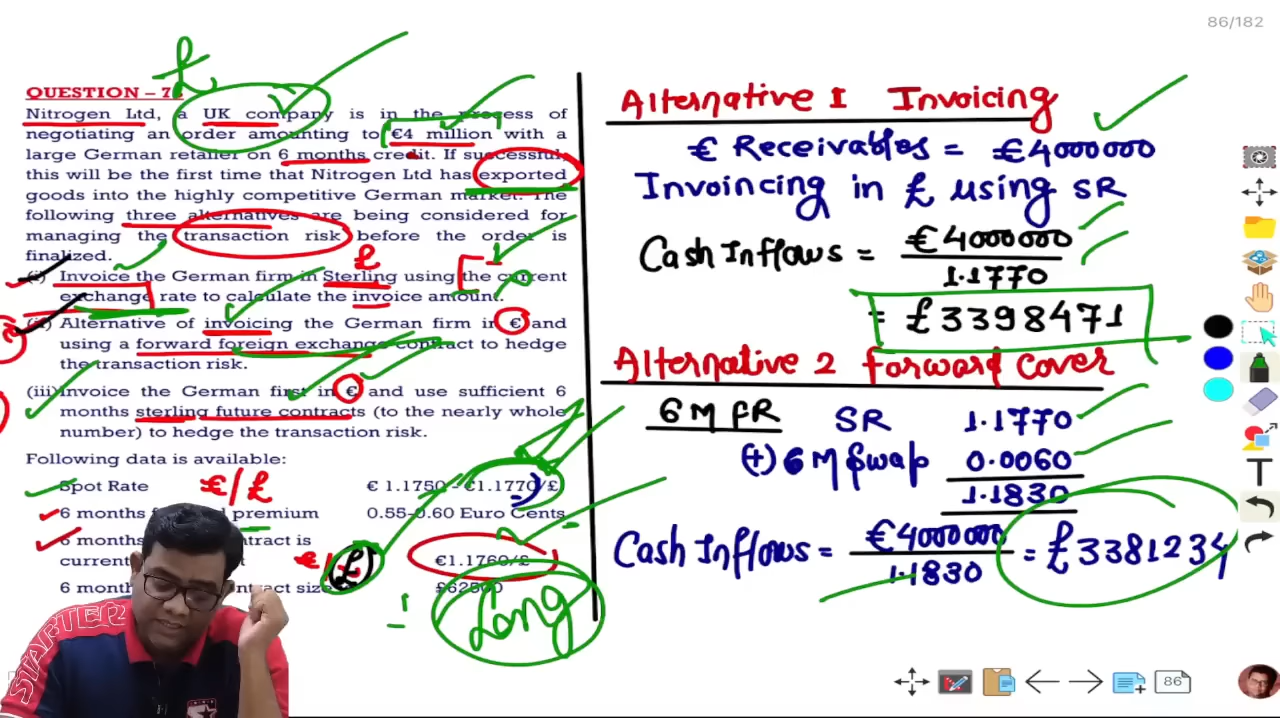 86/182
£
QUESTION – 7
Nitrogen Ltd, a UK company is in the process of
negotiating an order amounting to €4 million with a
large German retailer on 6 months credit. If successful,
this will be the first time that Nitrogen Ltd has exported
goods into the highly competitive German market. The
following three alternatives are being considered for
managing the transaction risk before the order is
finalized.
£
(i) Invoice the German firm in Sterling using the current
exchange rate to calculate the invoice amount.
(ii) Alternative of invoicing the German firm in € and
using a forward foreign exchange contract to hedge
the transaction risk.
(iii) Invoice the German first in € and use sufficient 6
months sterling future contracts (to the nearly whole
number) to hedge the transaction risk.
Following data is available:
Spot Rate €/£ € 1.1750 - €1.1770/£
6 months premium 0.55-0.60 Euro Cents
6 months contract is
€1.1760/£
6 month size £62500
£
Long
Alternative 1 Invoicing
€ Receivables = €4000000
Invoincing in £ using SR
Cash Inflows = €4000000
1.1770
= £3398471
Alternative 2 Forward Cover
6 M FR SR 1.1770
(+) 6 M Swap 0.0060
1.1830
Cash Inflows = €4000000 = £3381234
1.1830
STARTER
86